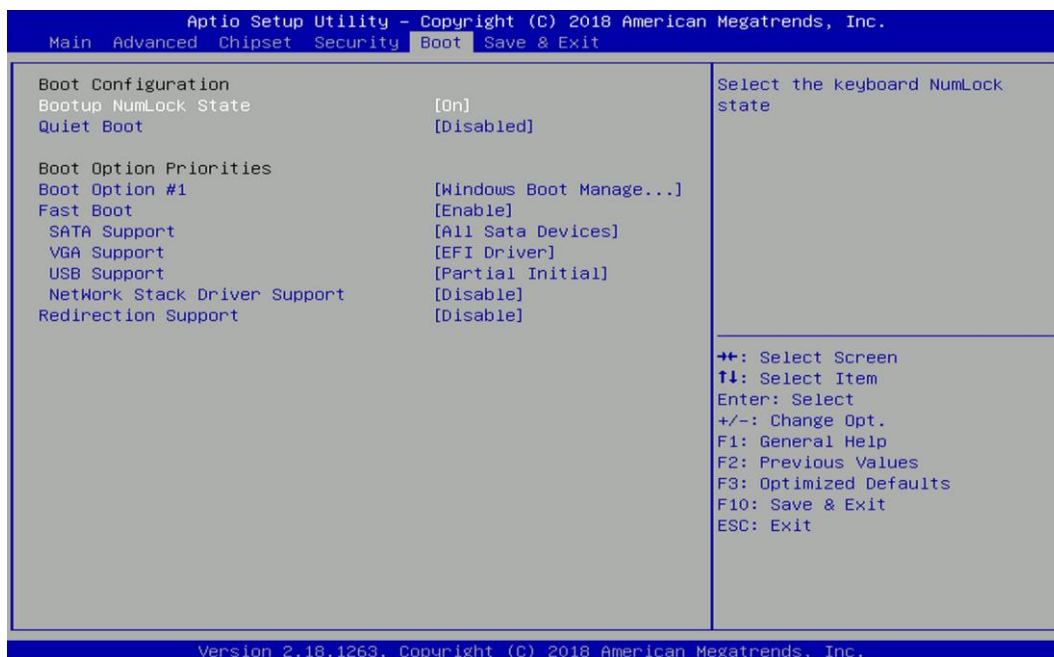 Aptio Setup Utility – Copyright (C) 2018 American Megatrends, Inc.
Main Advanced Chipset Security Boot Save & Exit
Boot Configuration
Bootup NumLock State [On]
Quiet Boot [Disabled]
Boot Option Priorities
Boot Option #1 [Windows Boot Manage...]
Fast Boot [Enable]
SATA Support [All Sata Devices]
VGA Support [EFI Driver]
USB Support [Partial Initial]
NetWork Stack Driver Support [Disable]
Redirection Support [Disable]
Select the keyboard NumLock
state
→←: Select Screen
↑↓: Select Item
Enter: Select
+/-: Change Opt.
F1: General Help
F2: Previous Values
F3: Optimized Defaults
F10: Save & Exit
ESC: Exit
Version 2.18.1263. Copyright (C) 2018 American Megatrends, Inc.